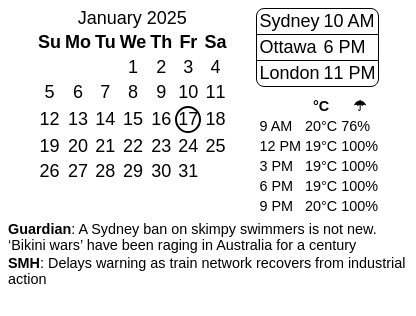 January 2025
Su Mo Tu We Th Fr Sa
1 2 3 4
5 6 7 8 9 10 11
12 13 14 15 16 17 18
19 20 21 22 23 24 25
26 27 28 29 30 31
Sydney 10 AM
Ottawa 6 PM
London 11 PM
°C ☂
9 AM 20°C 76%
12 PM 19°C 100%
3 PM 19°C 100%
6 PM 19°C 100%
9 PM 20°C 100%
Guardian: A Sydney ban on skimpy swimmers is not new.
‘Bikini wars’ have been raging in Australia for a century
SMH: Delays warning as train network recovers from industrial
action